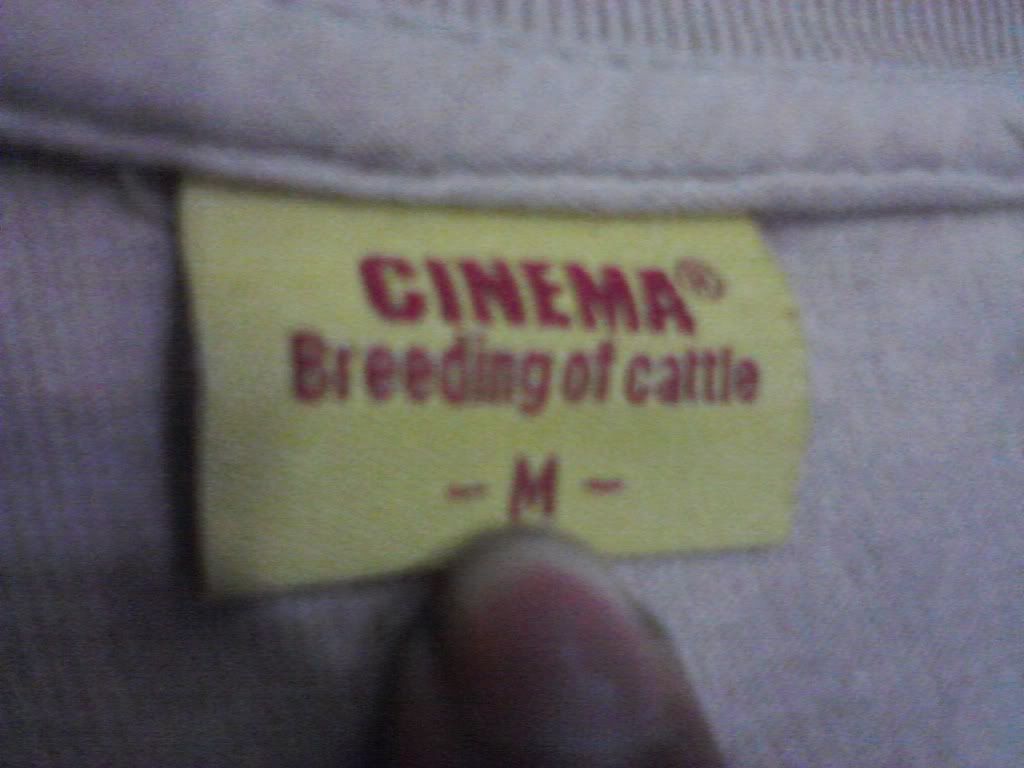 CINEMA®
Breeding of cattle
- M -